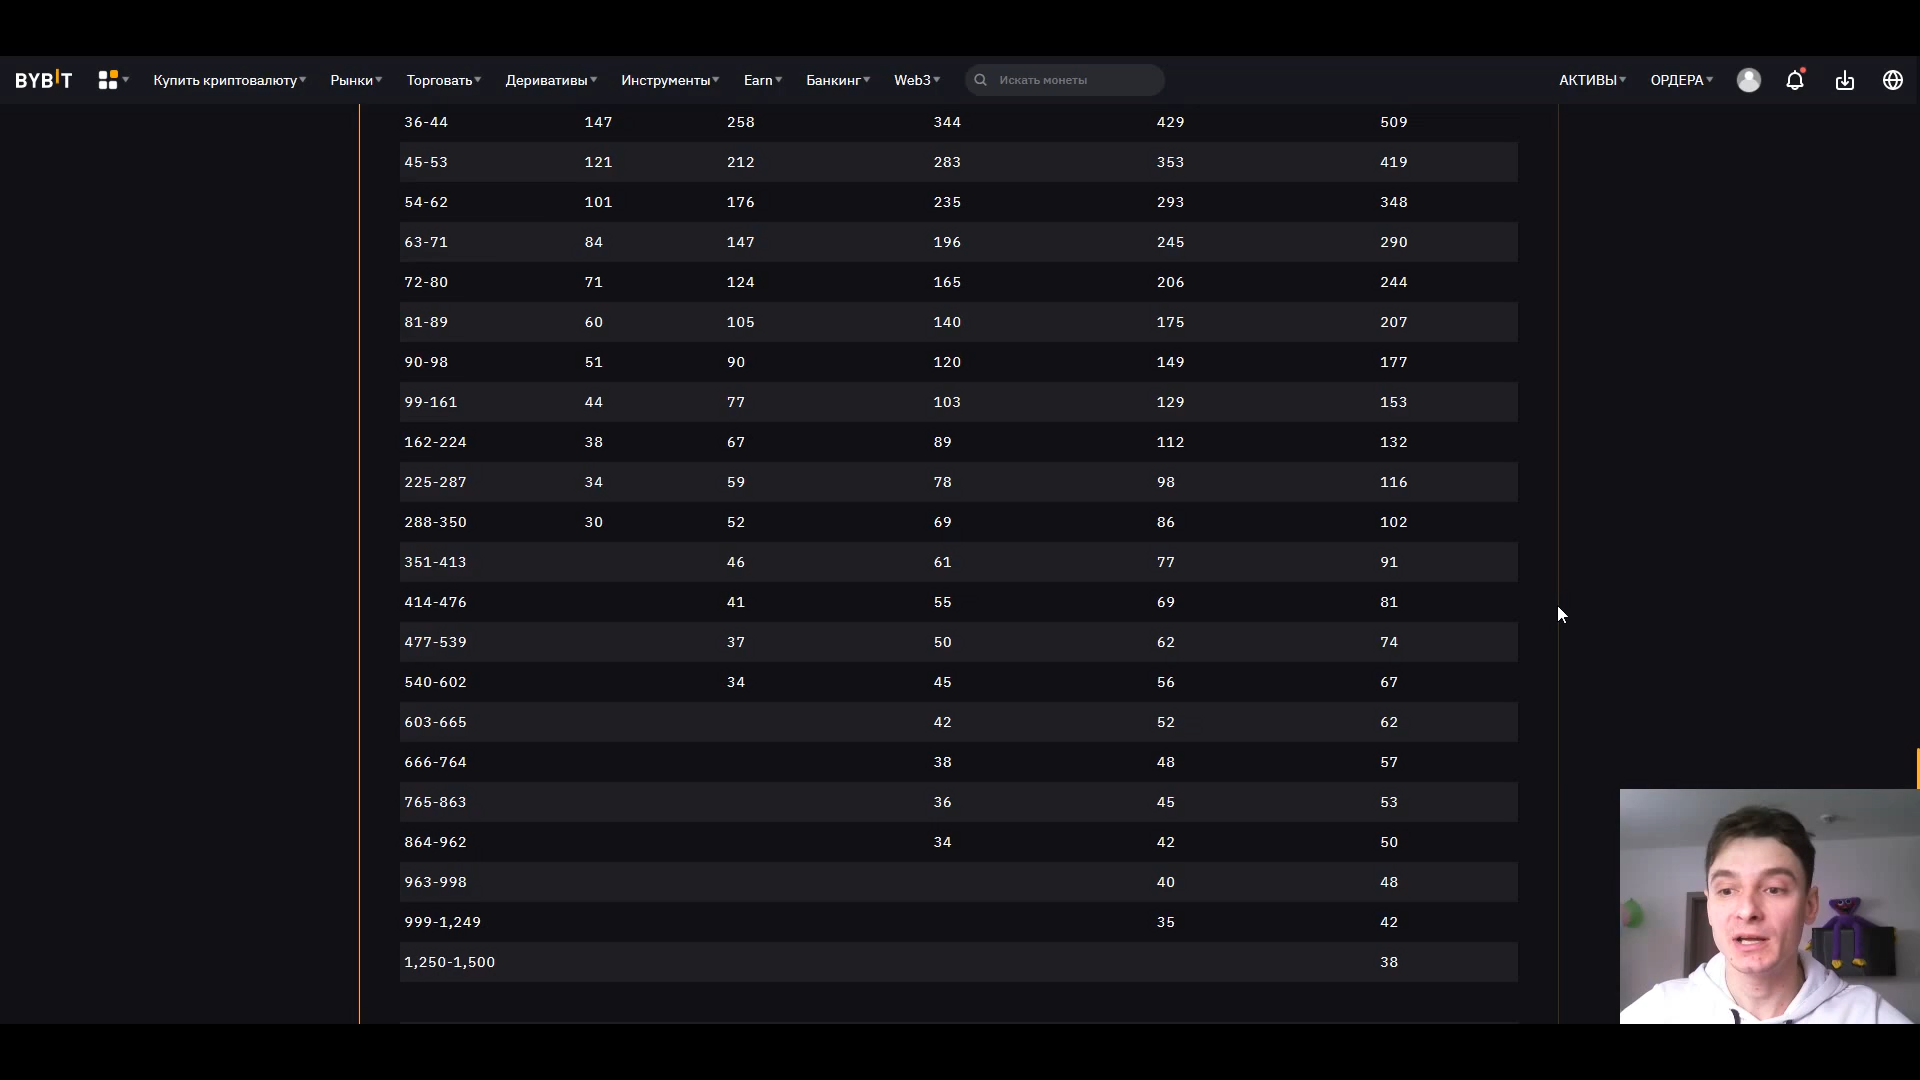 BYBIT Купить криптовалюту Рынки Торговать Деривативы Инструменты Earn Банкинг Web3 Искать монеты АКТИВЫ ОРДЕРА
36-44 147 258 344 429 509
45-53 121 212 283 353 419
54-62 101 176 235 293 348
63-71 84 147 196 245 290
72-80 71 124 165 206 244
81-89 60 105 140 175 207
90-98 51 90 120 149 177
99-161 44 77 103 129 153
162-224 38 67 89 112 132
225-287 34 59 78 98 116
288-350 30 52 69 86 102
351-413 46 61 77 91
414-476 41 55 69 81
477-539 37 50 62 74
540-602 34 45 56 67
603-665 42 52 62
666-764 38 48 57
765-863 36 45 53
864-962 34 42 50
963-998 40 48
999-1,249 35 42
1,250-1,500 38